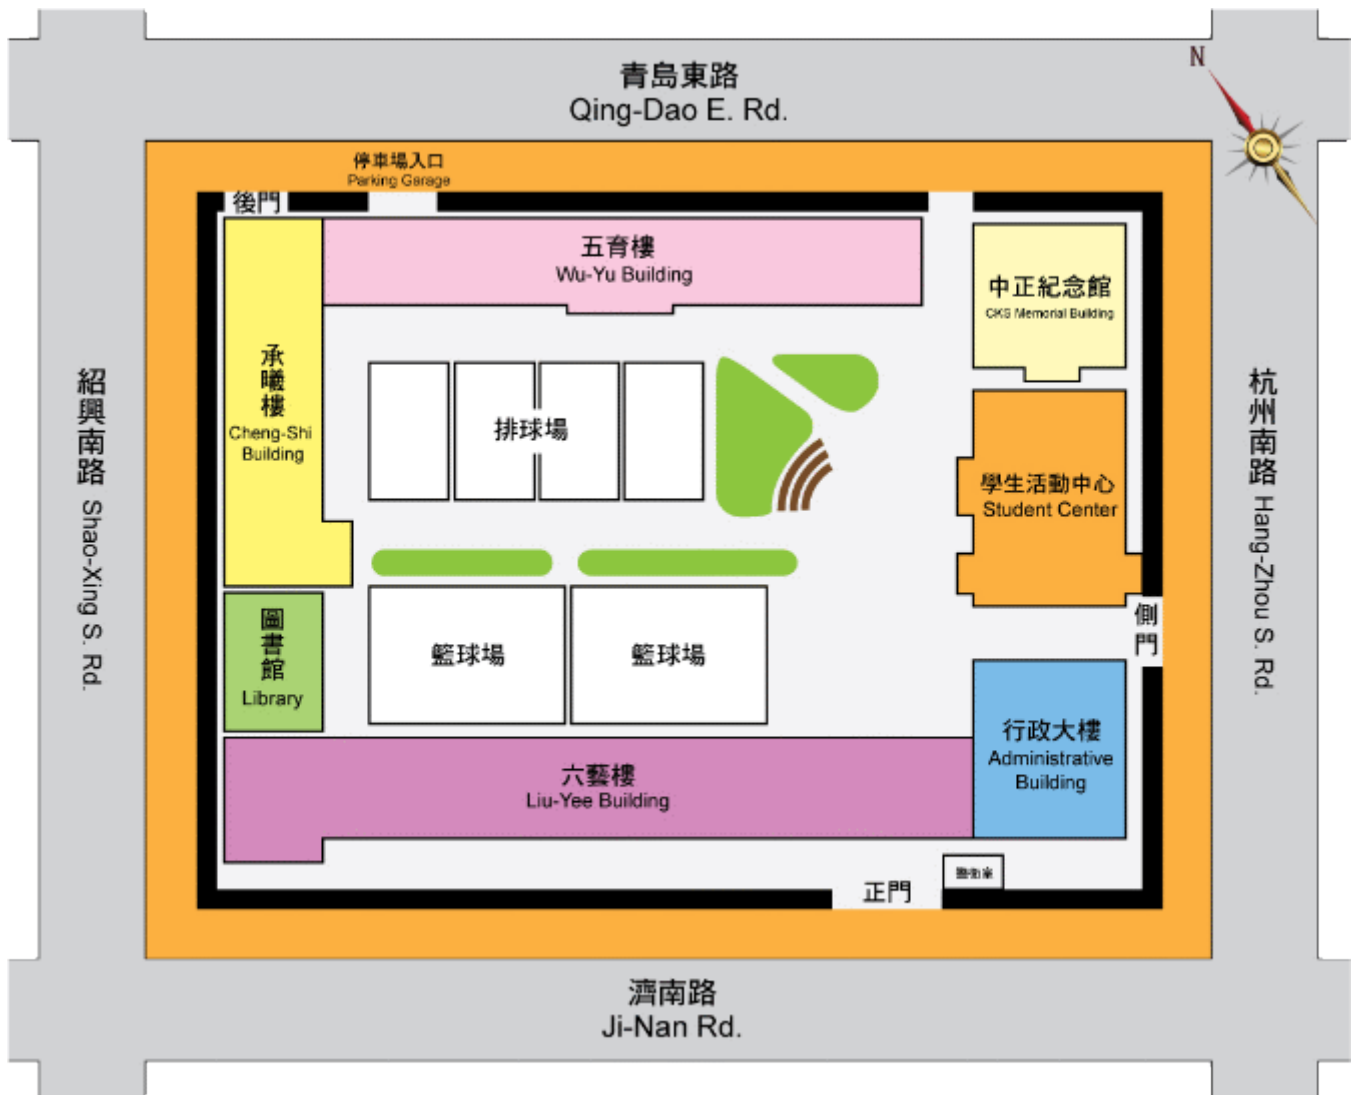 N
青島東路
Qing-Dao E. Rd.
停車場入口
Parking Garage
後門
五育樓
Wu-Yu Building
中正紀念館
CKS Memorial Building
承曦樓
Cheng-Shi
Building
排球場
紹興南路 Shao-Xing S. Rd.
杭州南路 Hang-Zhou S. Rd.
學生活動中心
Student Center
側門
圖書館
Library
籃球場
籃球場
行政大樓
Administrative
Building
六藝樓
Liu-Yee Building
警衛室
正門
濟南路
Ji-Nan Rd.